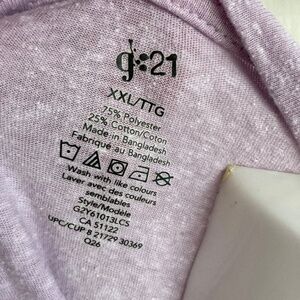 g:21
XXL/TTG
75% Polyester
25% Cotton/Coton
Made in Bangladesh
Fabriqué au Bangladesh
Wash with like colours
Laver avec des couleurs
semblables
Style/Modèle
G2Y61013LCS
CA 51122
UPC/CUP 8 21729 30369
Q26